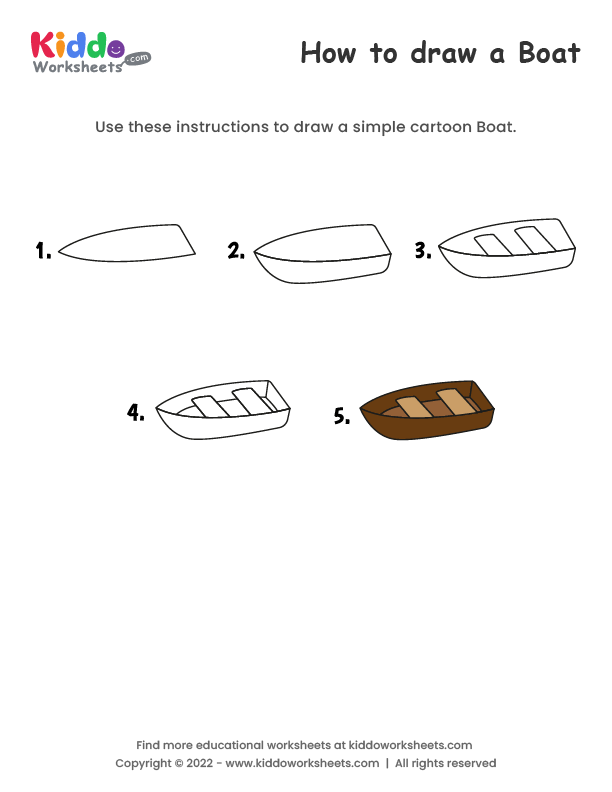 Kiddo
Worksheets .com
How to draw a Boat
Use these instructions to draw a simple cartoon Boat.
1.
2.
3.
4.
5.
Find more educational worksheets at kiddoworksheets.com
Copyright © 2022 - www.kiddoworksheets.com | All rights reserved